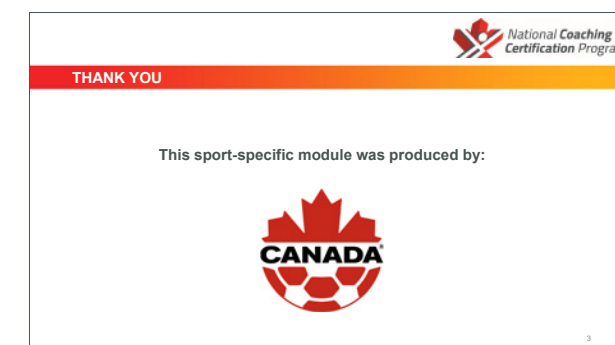 National Coaching
Certification Progra
THANK YOU
This sport-specific module was produced by:
CANADA
3